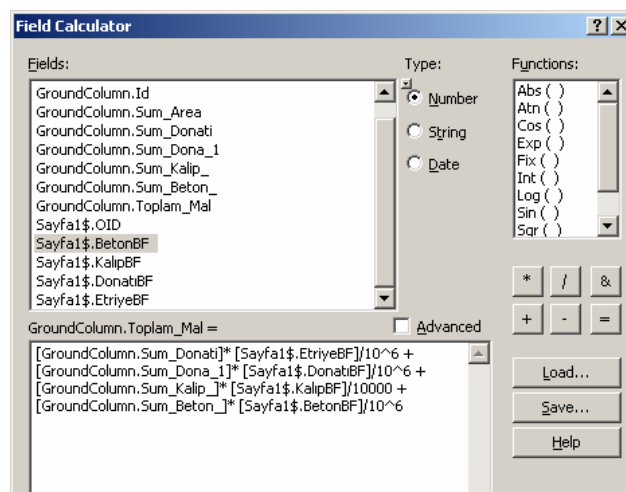 Field Calculator
Fields:
GroundColumn.Id
GroundColumn.Sum_Area
GroundColumn.Sum_Donati
GroundColumn.Sum_Dona_1
GroundColumn.Sum_Kalip_
GroundColumn.Sum_Beton_
GroundColumn.Toplam_Mal
Sayfa1$.OID
Sayfa1$.BetonBF
Sayfa1$.KalıpBF
Sayfa1$.DonatıBF
Sayfa1$.EtriyeBF
Type:
Number
String
Date
Functions:
Abs ( )
Atn ( )
Cos ( )
Exp ( )
Fix ( )
Int ( )
Log ( )
Sin ( )
Sqr ( )
* / &
+ - =
GroundColumn.Toplam_Mal =
Advanced
[GroundColumn.Sum_Donati]* [Sayfa1$.EtriyeBF]/10^6 +
[GroundColumn.Sum_Dona_1]* [Sayfa1$.DonatıBF]/10^6 +
[GroundColumn.Sum_Kalip_]* [Sayfa1$.KalıpBF]/10000 +
[GroundColumn.Sum_Beton_]* [Sayfa1$.BetonBF]/10^6
Load...
Save...
Help